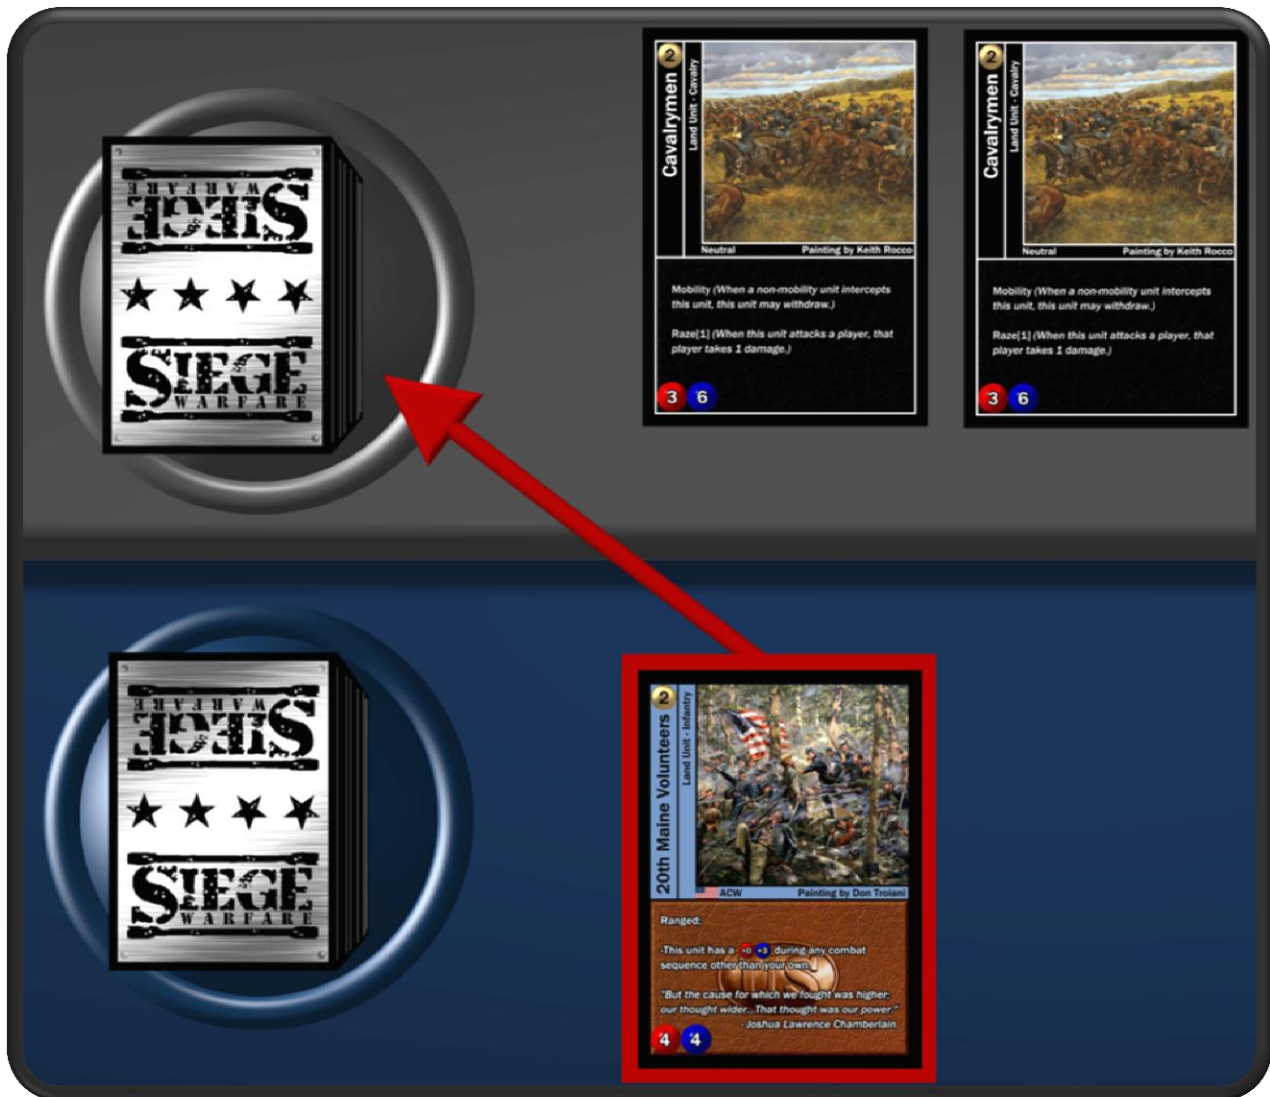 SIEGE
WARFARE
SIEGE
WARFARE
2
Cavalrymen
Land Unit - Cavalry
Neutral Painting by Keith Rocco
Mobility (When a non-mobility unit intercepts
this unit, this unit may withdraw.)
Raze[1] (When this unit attacks a player, that
player takes 1 damage.)
3 6
2
Cavalrymen
Land Unit - Cavalry
Neutral Painting by Keith Rocco
Mobility (When a non-mobility unit intercepts
this unit, this unit may withdraw.)
Raze[1] (When this unit attacks a player, that
player takes 1 damage.)
3 6
SIEGE
WARFARE
SIEGE
WARFARE
2
20th Maine Volunteers
Land Unit - Infantry
ACW Painting by Don Troiani
Ranged:
-This unit has a +0 +3 during any combat
sequence other than your own.
US
"But the cause for which we fought was higher;
our thought wider...That thought was our power."
- Joshua Lawrence Chamberlain
4 4